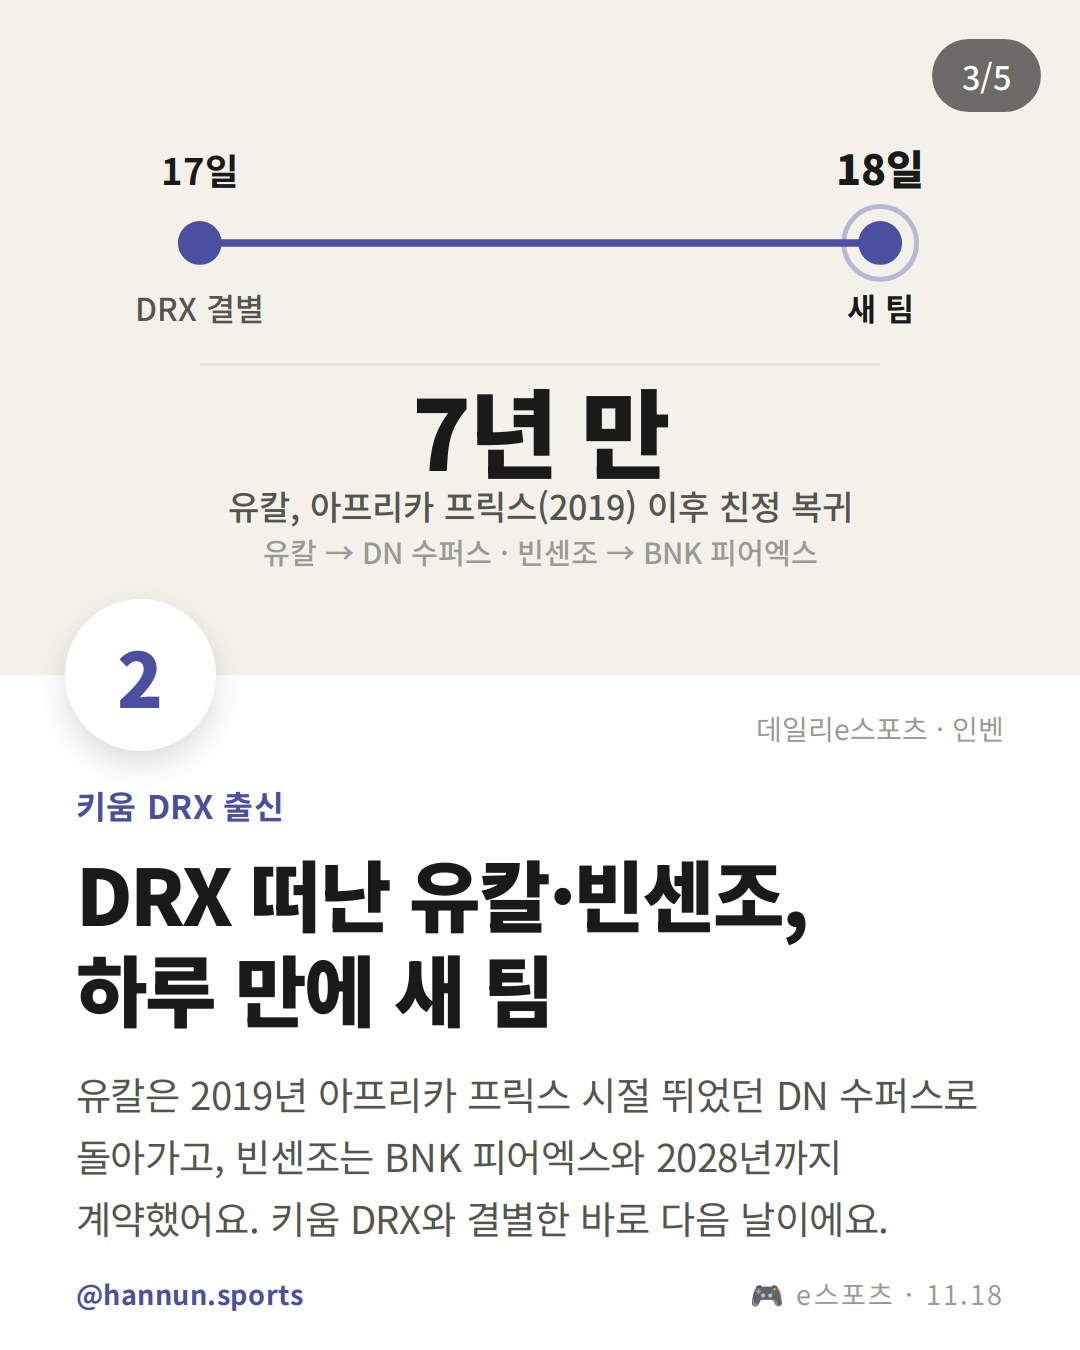 3/5
17일
18일
DRX 결별
새 팀
7년 만
유칼, 아프리카 프릭스(2019) 이후 친정 복귀
유칼 → DN 수퍼스 · 빈센조 → BNK 피어엑스
2
데일리e스포츠 · 인벤
키움 DRX 출신
DRX 떠난 유칼·빈센조,
하루 만에 새 팀
유칼은 2019년 아프리카 프릭스 시절 뛰었던 DN 수퍼스로
돌아가고, 빈센조는 BNK 피어엑스와 2028년까지
계약했어요. 키움 DRX와 결별한 바로 다음 날이에요.
@hannun.sports
🎮 e스포츠 · 11.18